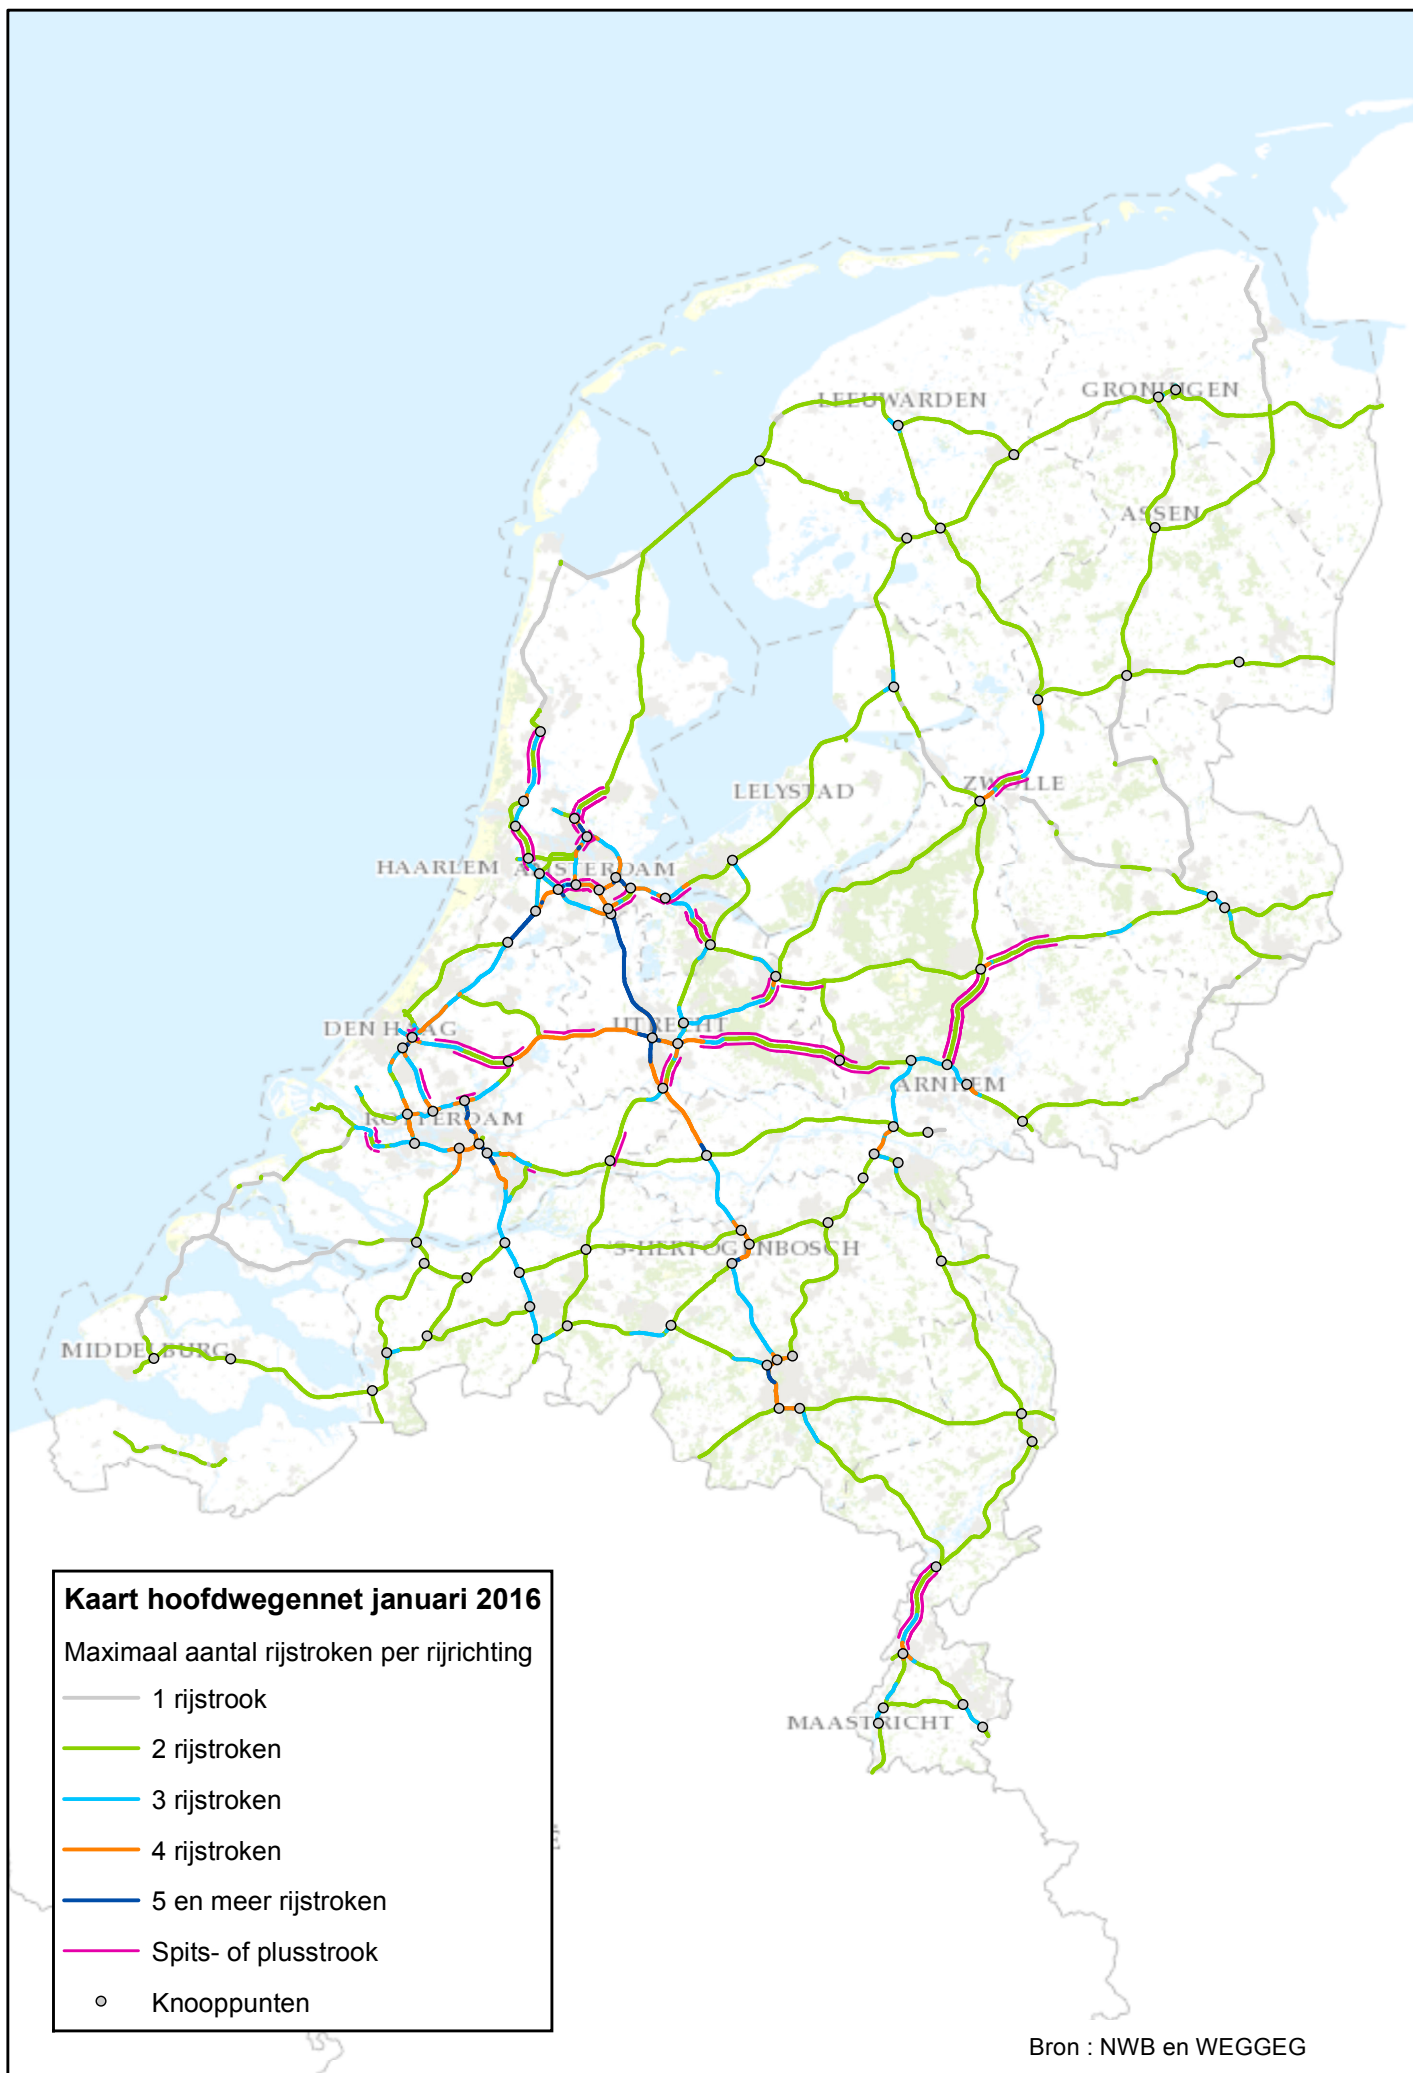 LEEUWARDEN
GRONINGEN
ASSEN
ZWOLLE
LELYSTAD
HAARLEM
AMSTERDAM
DEN HAAG
UTRECHT
ARNHEM
ROTTERDAM
'S-HERTOGENBOSCH
MIDDELBURG
MAASTRICHT
Kaart hoofdwegennet januari 2016
Maximaal aantal rijstroken per rijrichting
1 rijstrook
2 rijstroken
3 rijstroken
4 rijstroken
5 en meer rijstroken
Spits- of plusstrook
Knooppunten
Bron : NWB en WEGGEG